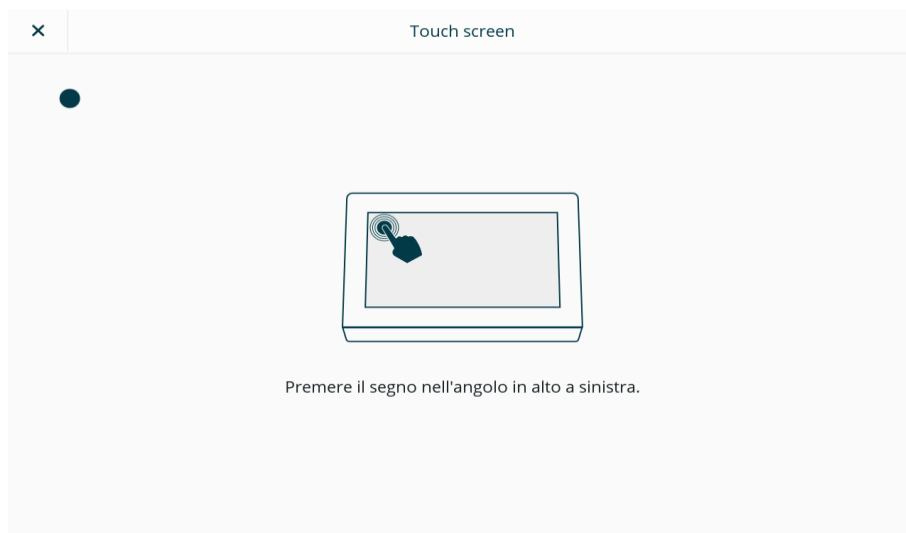 Touch screen
Premere il segno nell'angolo in alto a sinistra.